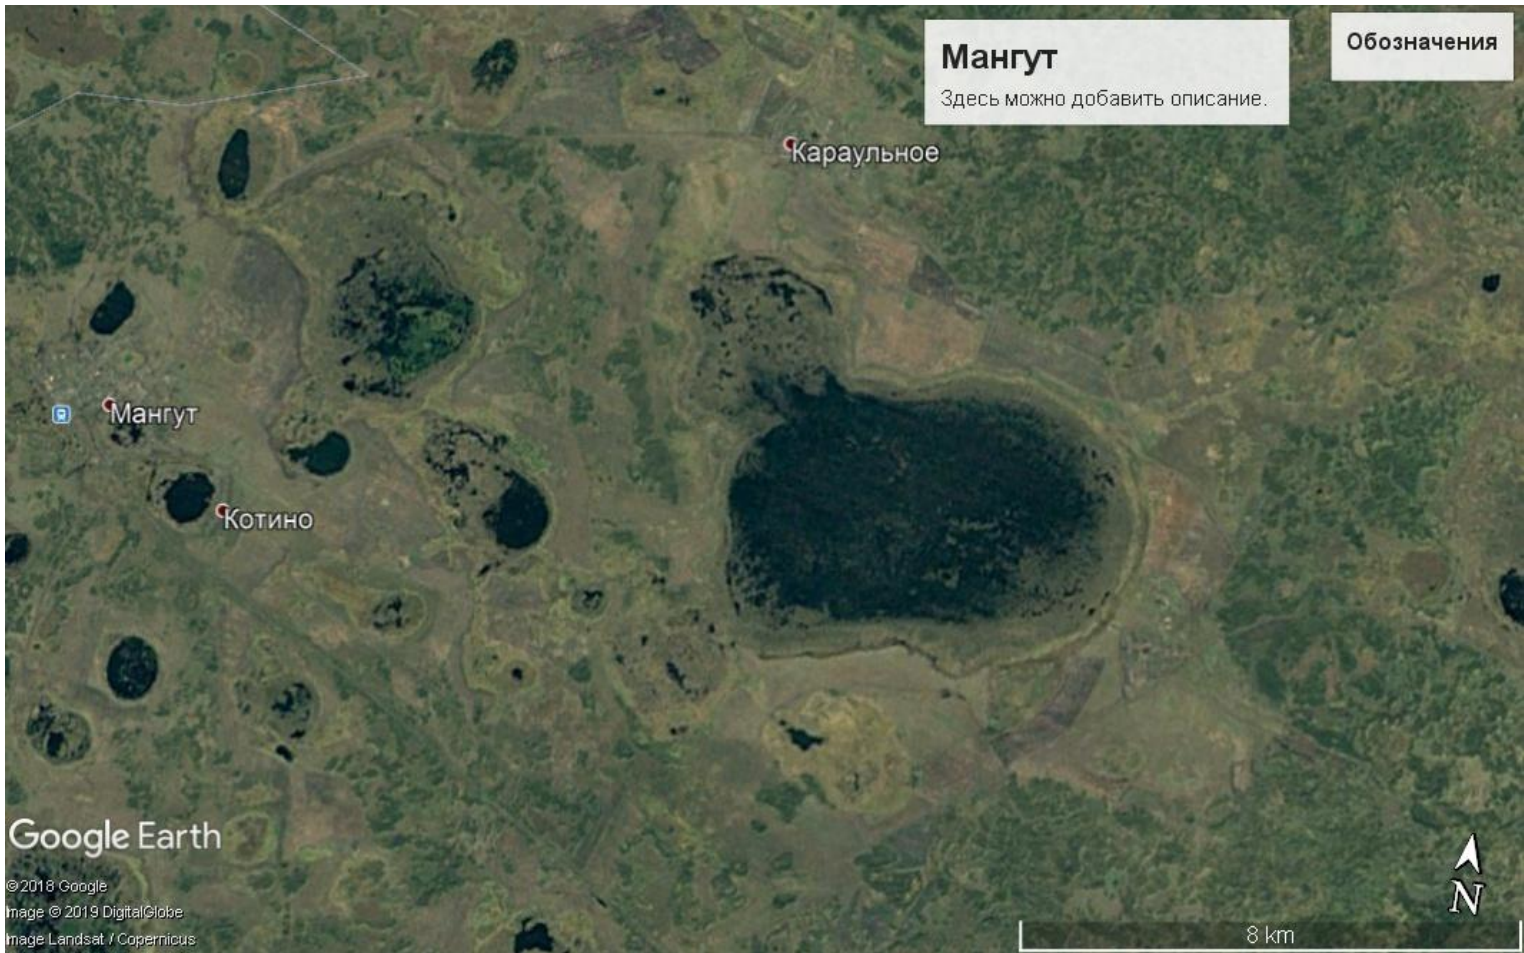 Мангут
Здесь можно добавить описание.
Обозначения
Караульное
Мангут
Котино
Google Earth
©2018 Google
Image © 2019 DigitalGlobe
Image Landsat / Copernicus
N
8 km